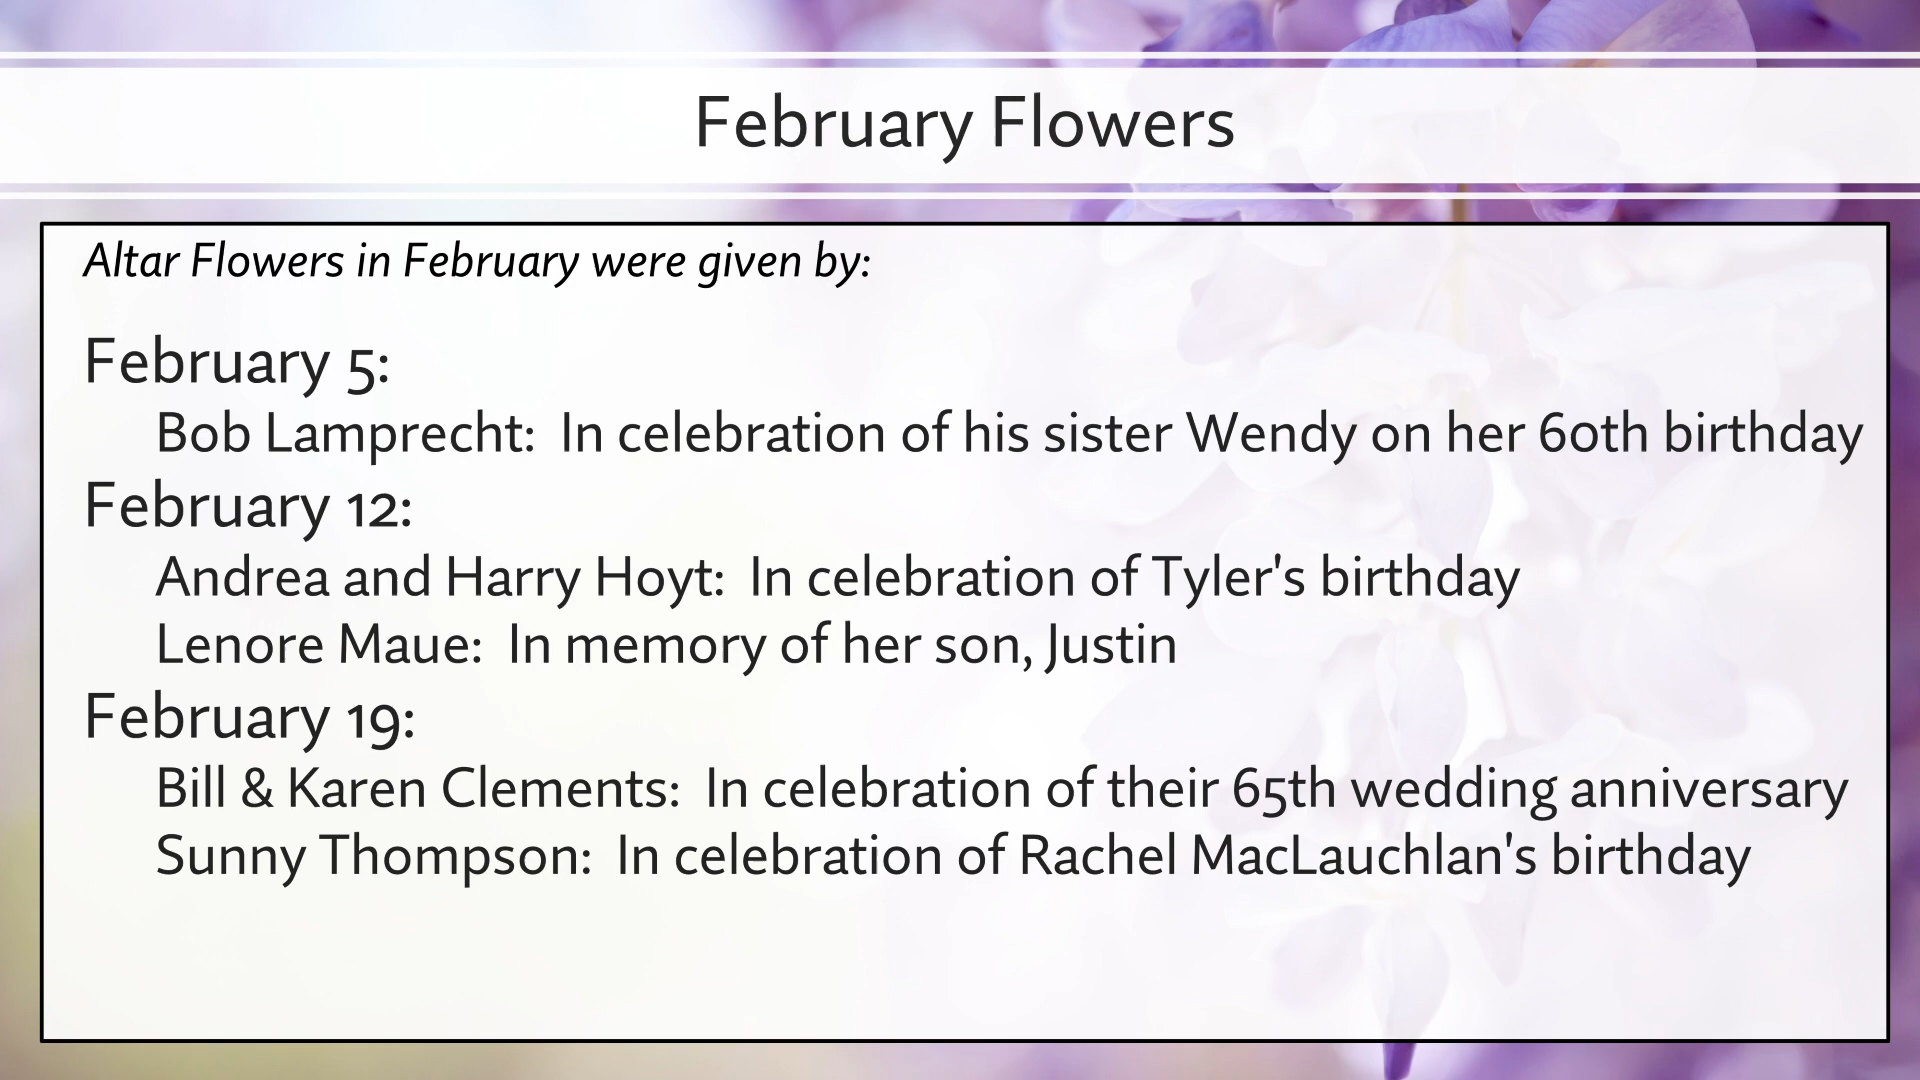 February Flowers
Altar Flowers in February were given by:
February 5:
Bob Lamprecht:  In celebration of his sister Wendy on her 60th birthday
February 12:
Andrea and Harry Hoyt:  In celebration of Tyler's birthday
Lenore Maue:  In memory of her son, Justin
February 19:
Bill & Karen Clements:  In celebration of their 65th wedding anniversary
Sunny Thompson:  In celebration of Rachel MacLauchlan's birthday